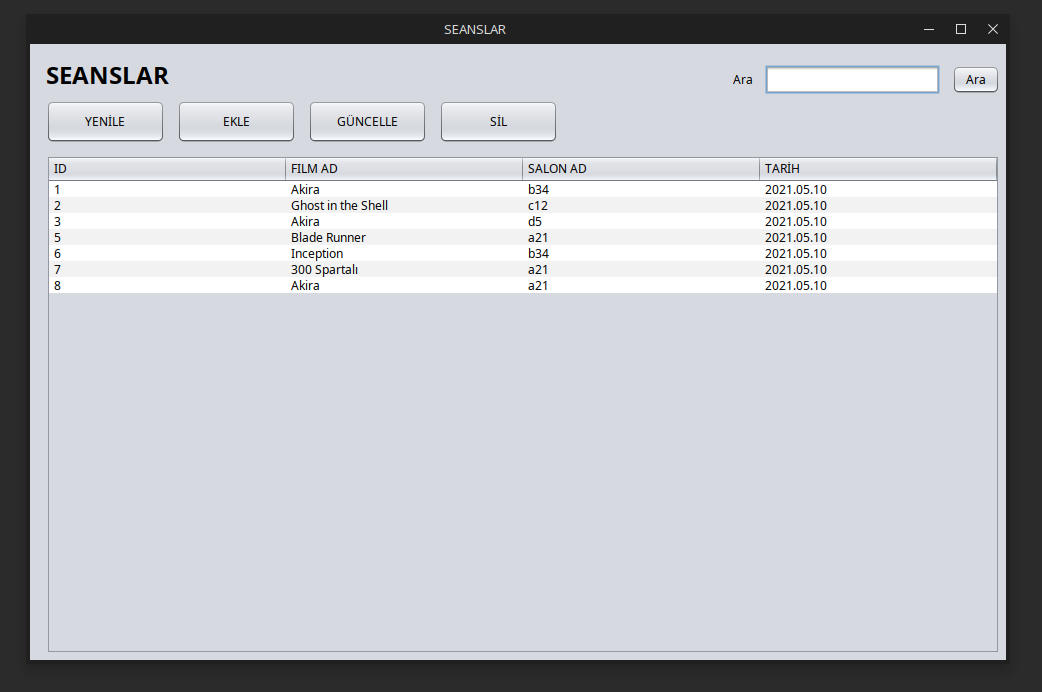 SEANSLAR
SEANSLAR
Ara Ara
YENİLE EKLE GÜNCELLE SİL
ID FILM AD SALON AD TARİH
1 Akira b34 2021.05.10
2 Ghost in the Shell c12 2021.05.10
3 Akira d5 2021.05.10
5 Blade Runner a21 2021.05.10
6 Inception b34 2021.05.10
7 300 Spartalı a21 2021.05.10
8 Akira a21 2021.05.10